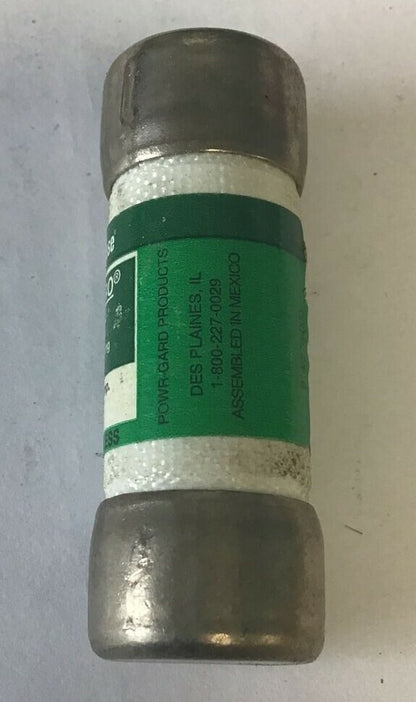 POWR-GARD PRODUCTS
DES PLAINES, IL
1-800-227-0029
ASSEMBLED IN MEXICO